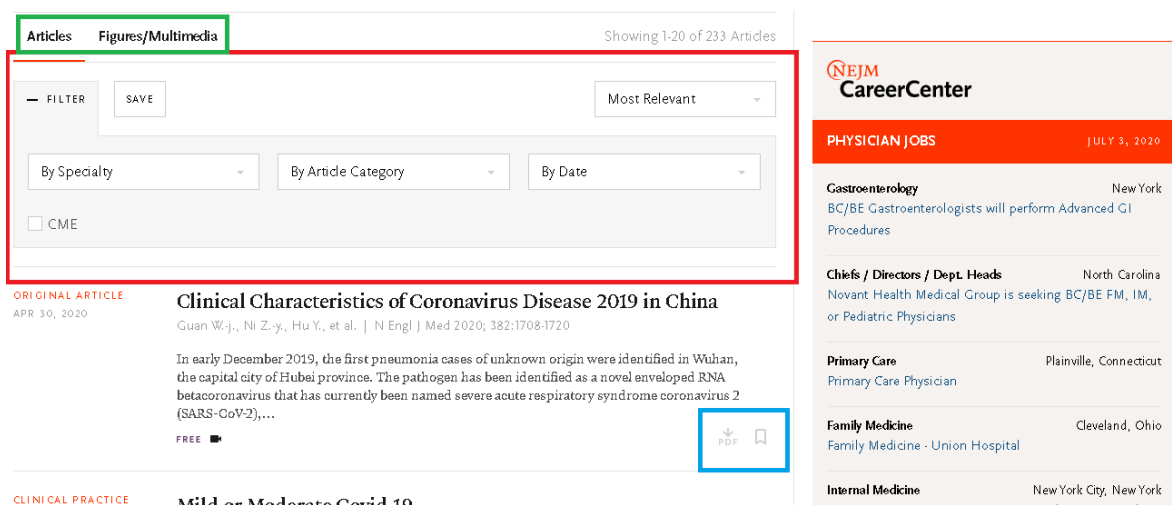 Articles Figures/Multimedia Showing 1-20 of 233 Articles
FILTER SAVE Most Relevant
By Specialty By Article Category By Date
CME
ORIGINAL ARTICLE
APR 30, 2020
Clinical Characteristics of Coronavirus Disease 2019 in China
Guan W.-j., Ni Z.-y., Hu Y., et al. | N Engl J Med 2020; 382:1708-1720
In early December 2019, the first pneumonia cases of unknown origin were identified in Wuhan,
the capital city of Hubei province. The pathogen has been identified as a novel enveloped RNA
betacoronavirus that has currently been named severe acute respiratory syndrome coronavirus 2
(SARS-CoV-2),…
FREE
PDF
CLINICAL PRACTICE
Mild or Moderate Covid-19
NEJM
CareerCenter
PHYSICIAN JOBS JULY 3, 2020
Gastroenterology New York
BC/BE Gastroenterologists will perform Advanced GI
Procedures
Chiefs / Directors / Dept. Heads North Carolina
Novant Health Medical Group is seeking BC/BE FM, IM,
or Pediatric Physicians
Primary Care Plainville, Connecticut
Primary Care Physician
Family Medicine Cleveland, Ohio
Family Medicine - Union Hospital
Internal Medicine New York City, New York